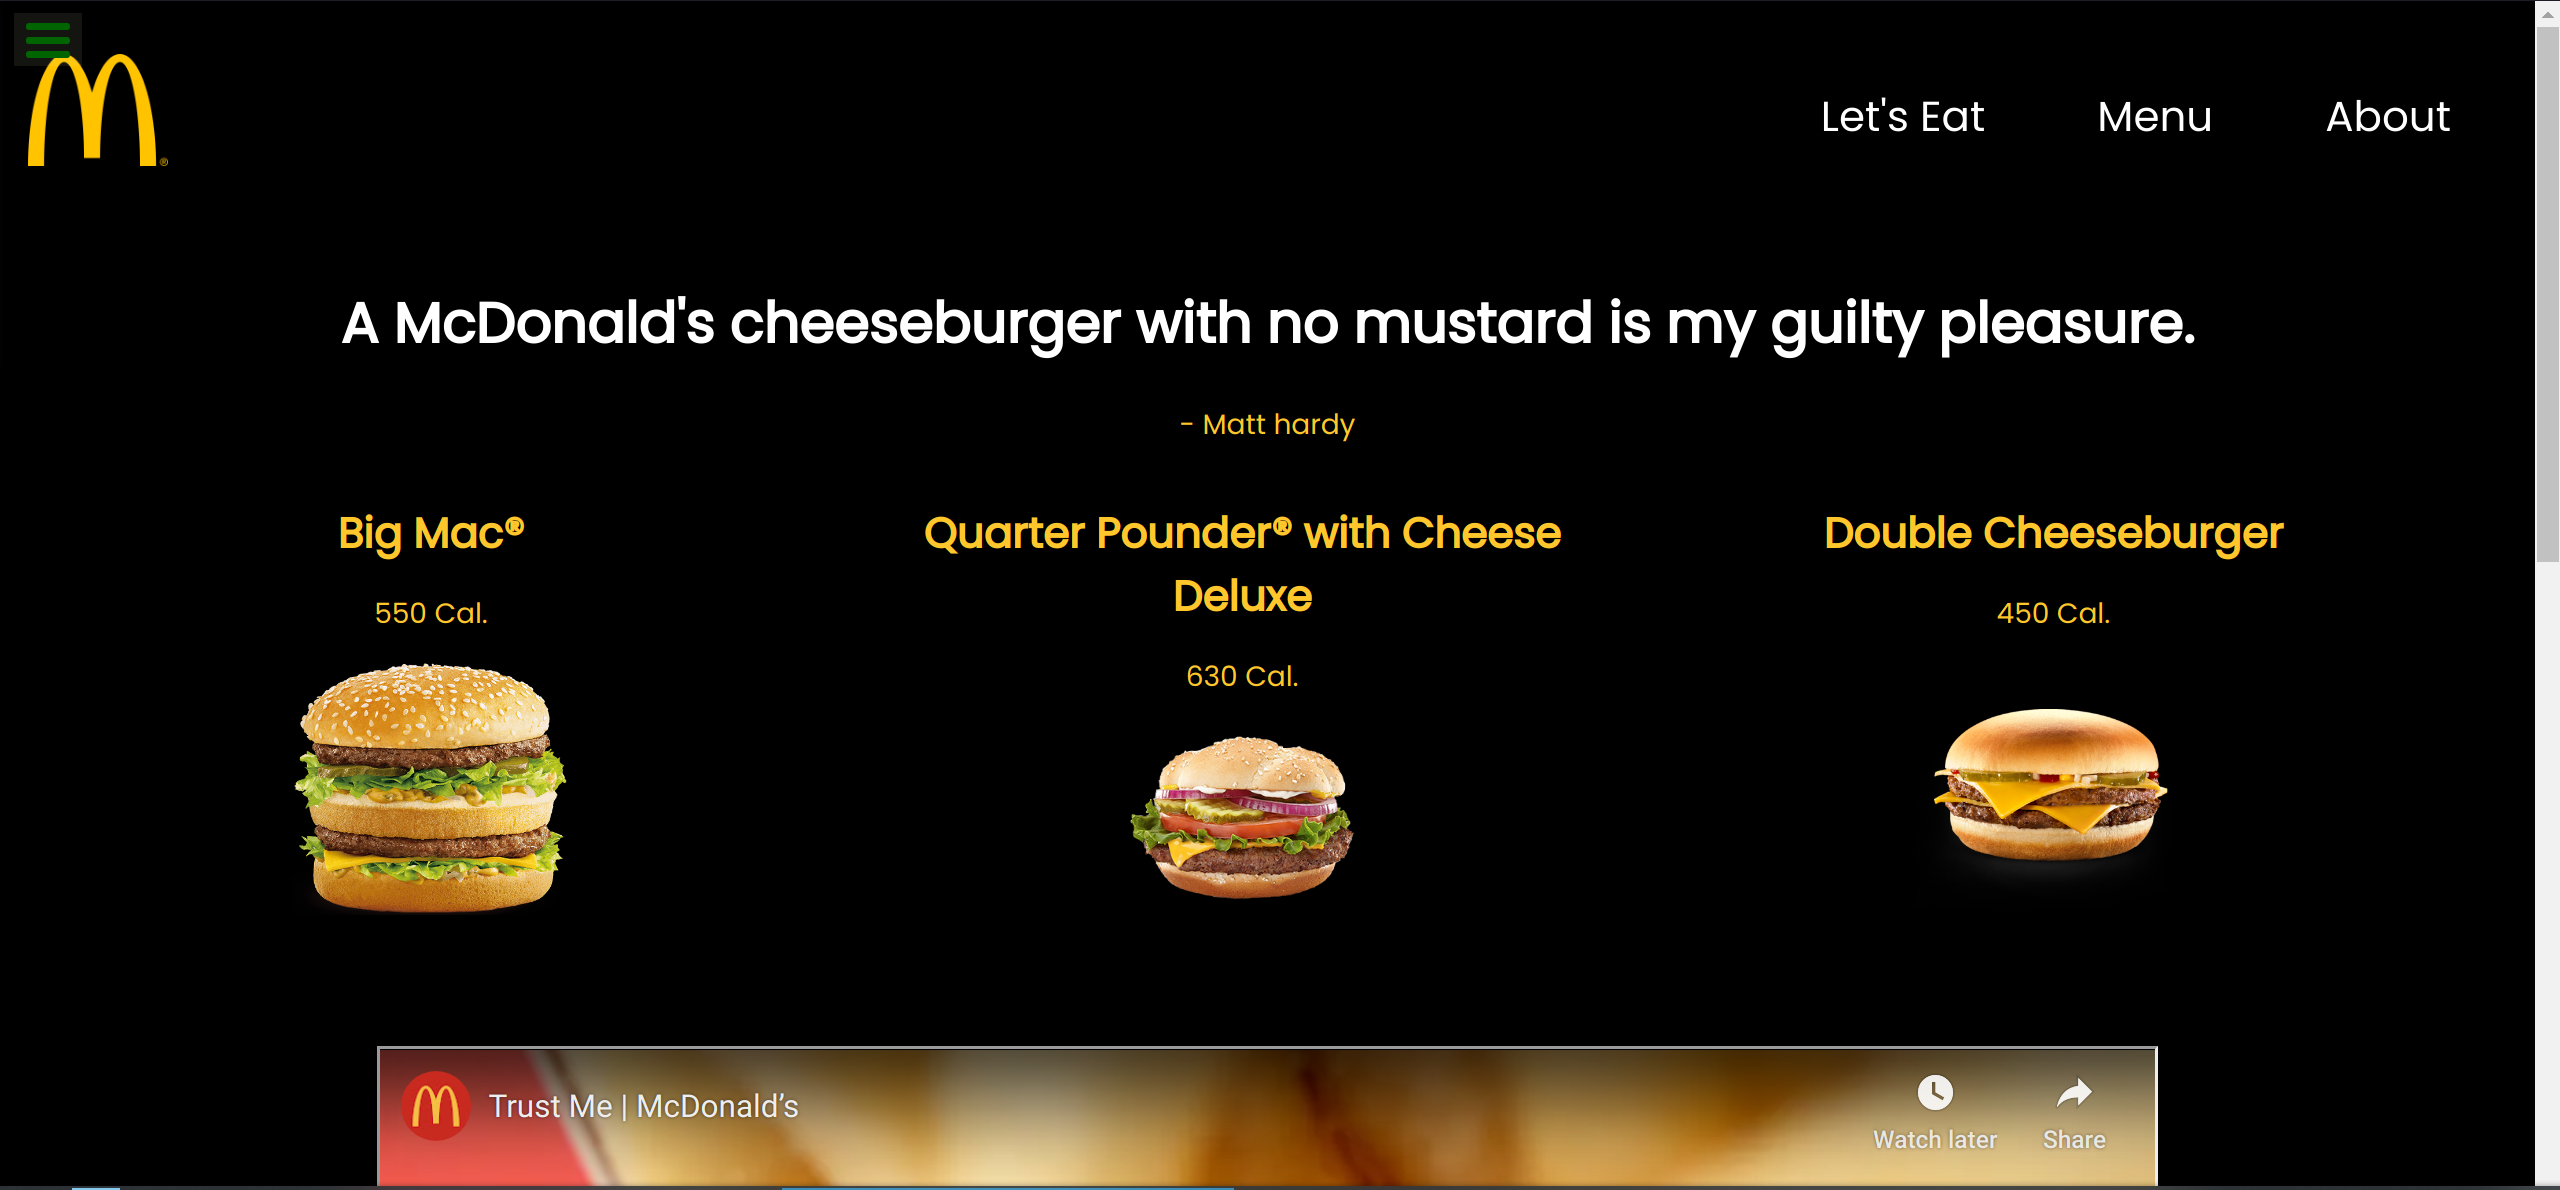 Let's Eat
Menu
About
A McDonald's cheeseburger with no mustard is my guilty pleasure.
- Matt hardy
Big Mac®
550 Cal.
Quarter Pounder® with Cheese
Deluxe
630 Cal.
Double Cheeseburger
450 Cal.
Trust Me | McDonald’s
Watch later
Share